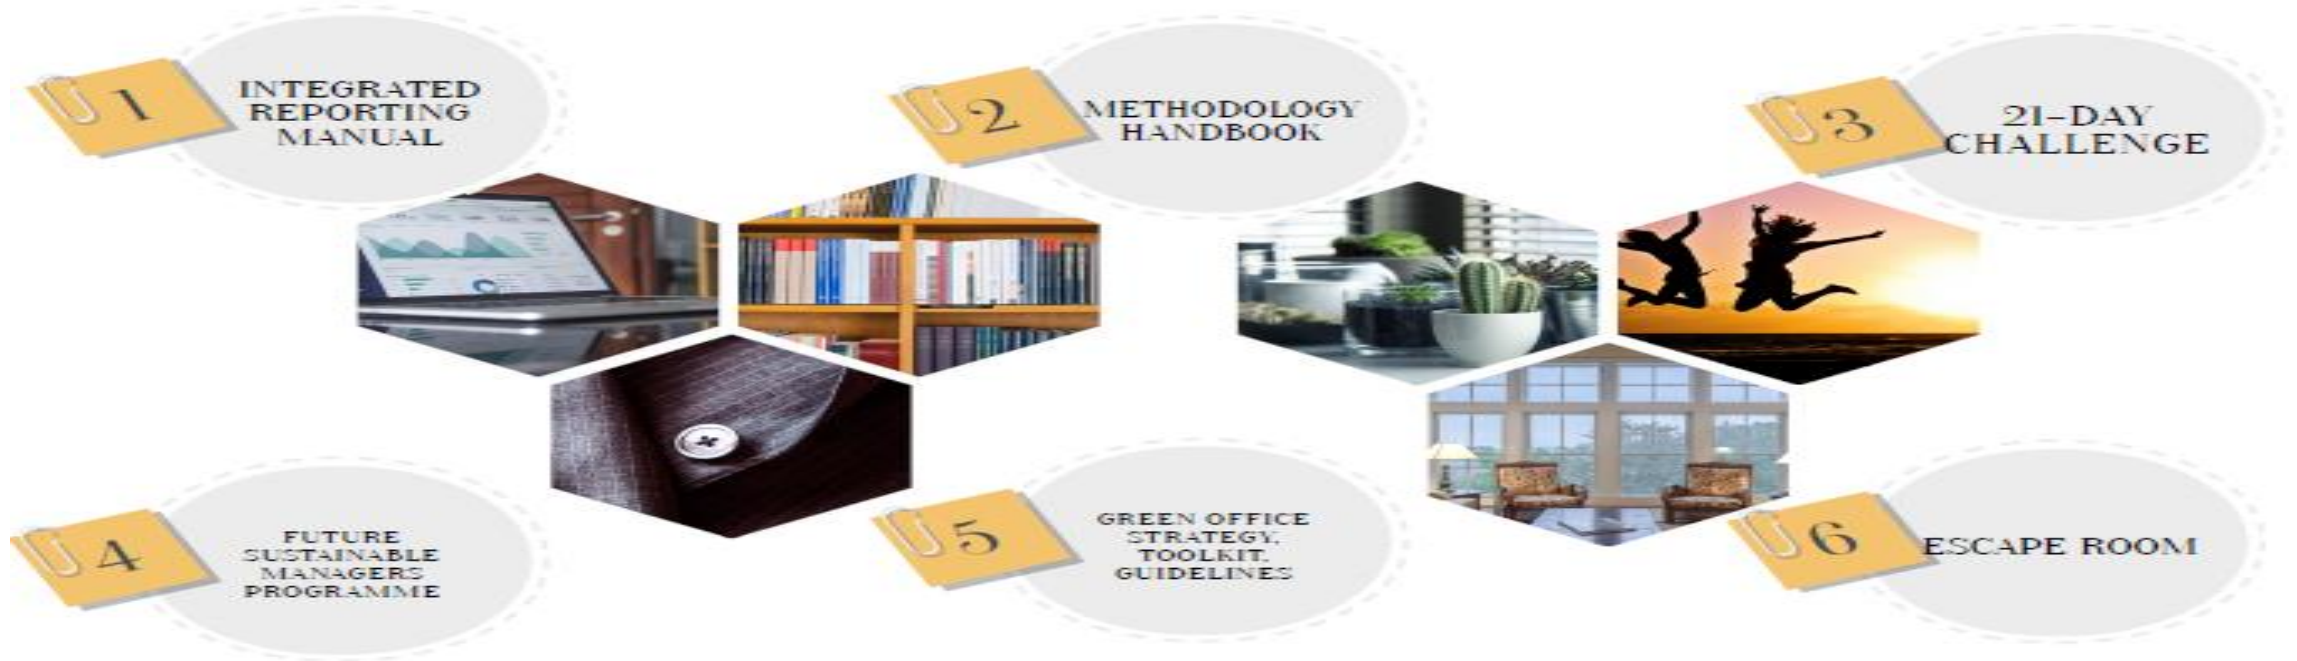 1
INTEGRATED
REPORTING
MANUAL
2
METHODOLOGY
HANDBOOK
3
21-DAY
CHALLENGE
4
FUTURE
SUSTAINABLE
MANAGERS
PROGRAMME
5
GREEN OFFICE
STRATEGY,
TOOLKIT,
GUIDELINES
6
ESCAPE ROOM